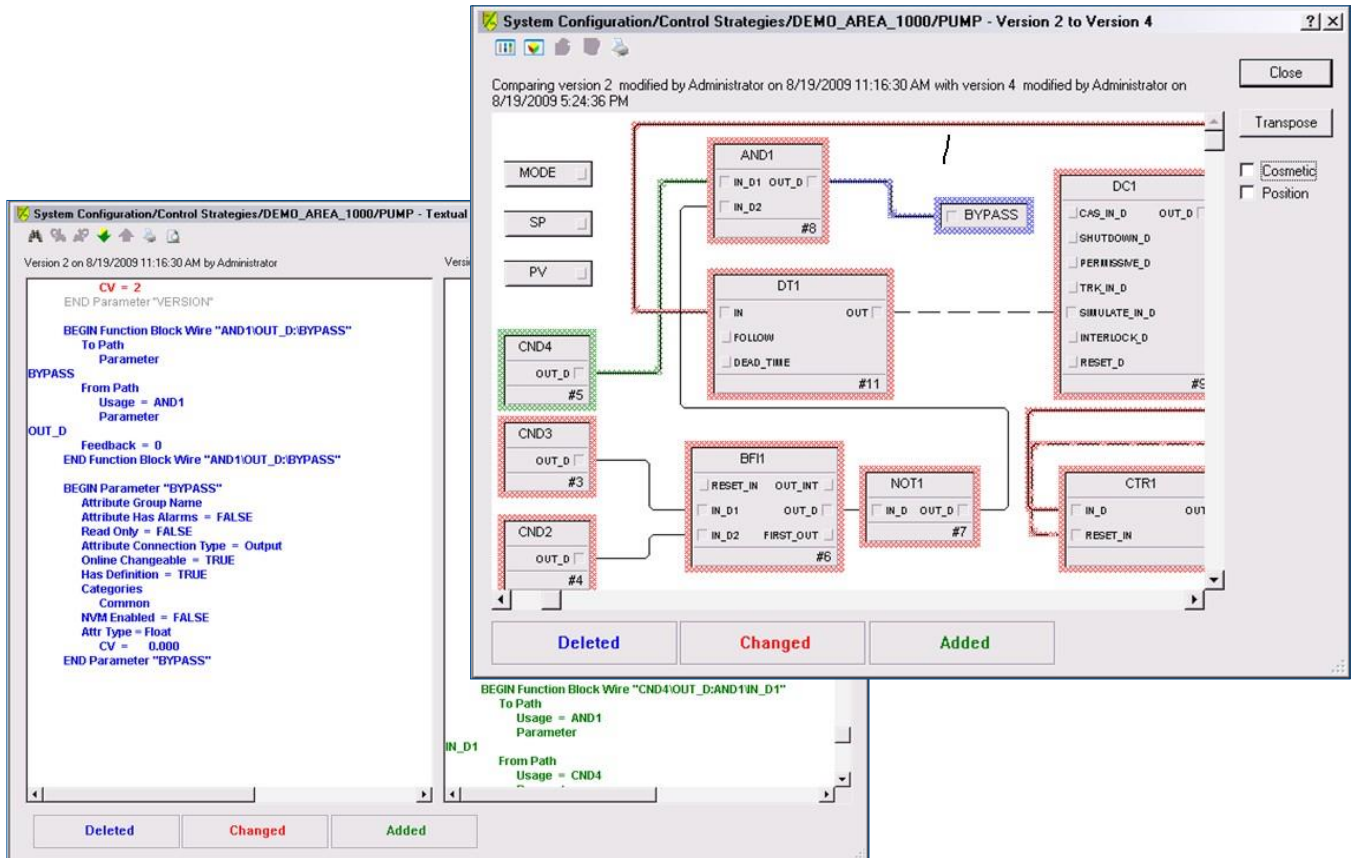 System Configuration/Control Strategies/DEMO_AREA_1000/PUMP - Version 2 to Version 4
Comparing version 2 modified by Administrator on 8/19/2009 11:16:30 AM with version 4 modified by Administrator on
8/19/2009 5:24:36 PM
Close
Transpose
Cosmetic
Position
MODE
SP
PV
AND1
IN_D1 OUT_D
IN_D2
#8
BYPASS
DC1
CAS_IN_D OUT_D
SHUTDOWN_D
PERMISSIVE_D
TRK_IN_D
SIMULATE_IN_D
INTERLOCK_D
RESET_D
#9
DT1
IN OUT
FOLLOW
DEAD_TIME
#11
CND4
OUT_D
#5
CND3
OUT_D
#3
CND2
OUT_D
#4
BFI1
RESET_IN OUT_INT
IN_D1 OUT_D
IN_D2 FIRST_OUT
#6
NOT1
IN_D OUT_D
#7
CTR1
IN_D OUT
RESET_IN
Deleted Changed Added
System Configuration/Control Strategies/DEMO_AREA_1000/PUMP - Textual
Version 2 on 8/19/2009 11:16:30 AM by Administrator
CV = 2
END Parameter "VERSION"
BEGIN Function Block Wire "AND1\OUT_D:\BYPASS"
To Path
Parameter
BYPASS
From Path
Usage = AND1
Parameter
OUT_D
Feedback = 0
END Function Block Wire "AND1\OUT_D:\BYPASS"
BEGIN Parameter "BYPASS"
Attribute Group Name
Attribute Has Alarms = FALSE
Read Only = FALSE
Attribute Connection Type = Output
Online Changeable = TRUE
Has Definition = TRUE
Categories
Common
NVM Enabled = FALSE
Attr Type = Float
CV = 0.000
END Parameter "BYPASS"
BEGIN Function Block Wire "CND4\OUT_D:AND1\IN_D1"
To Path
Usage = AND1
Parameter
IN_D1
From Path
Usage = CND4
Deleted Changed Added